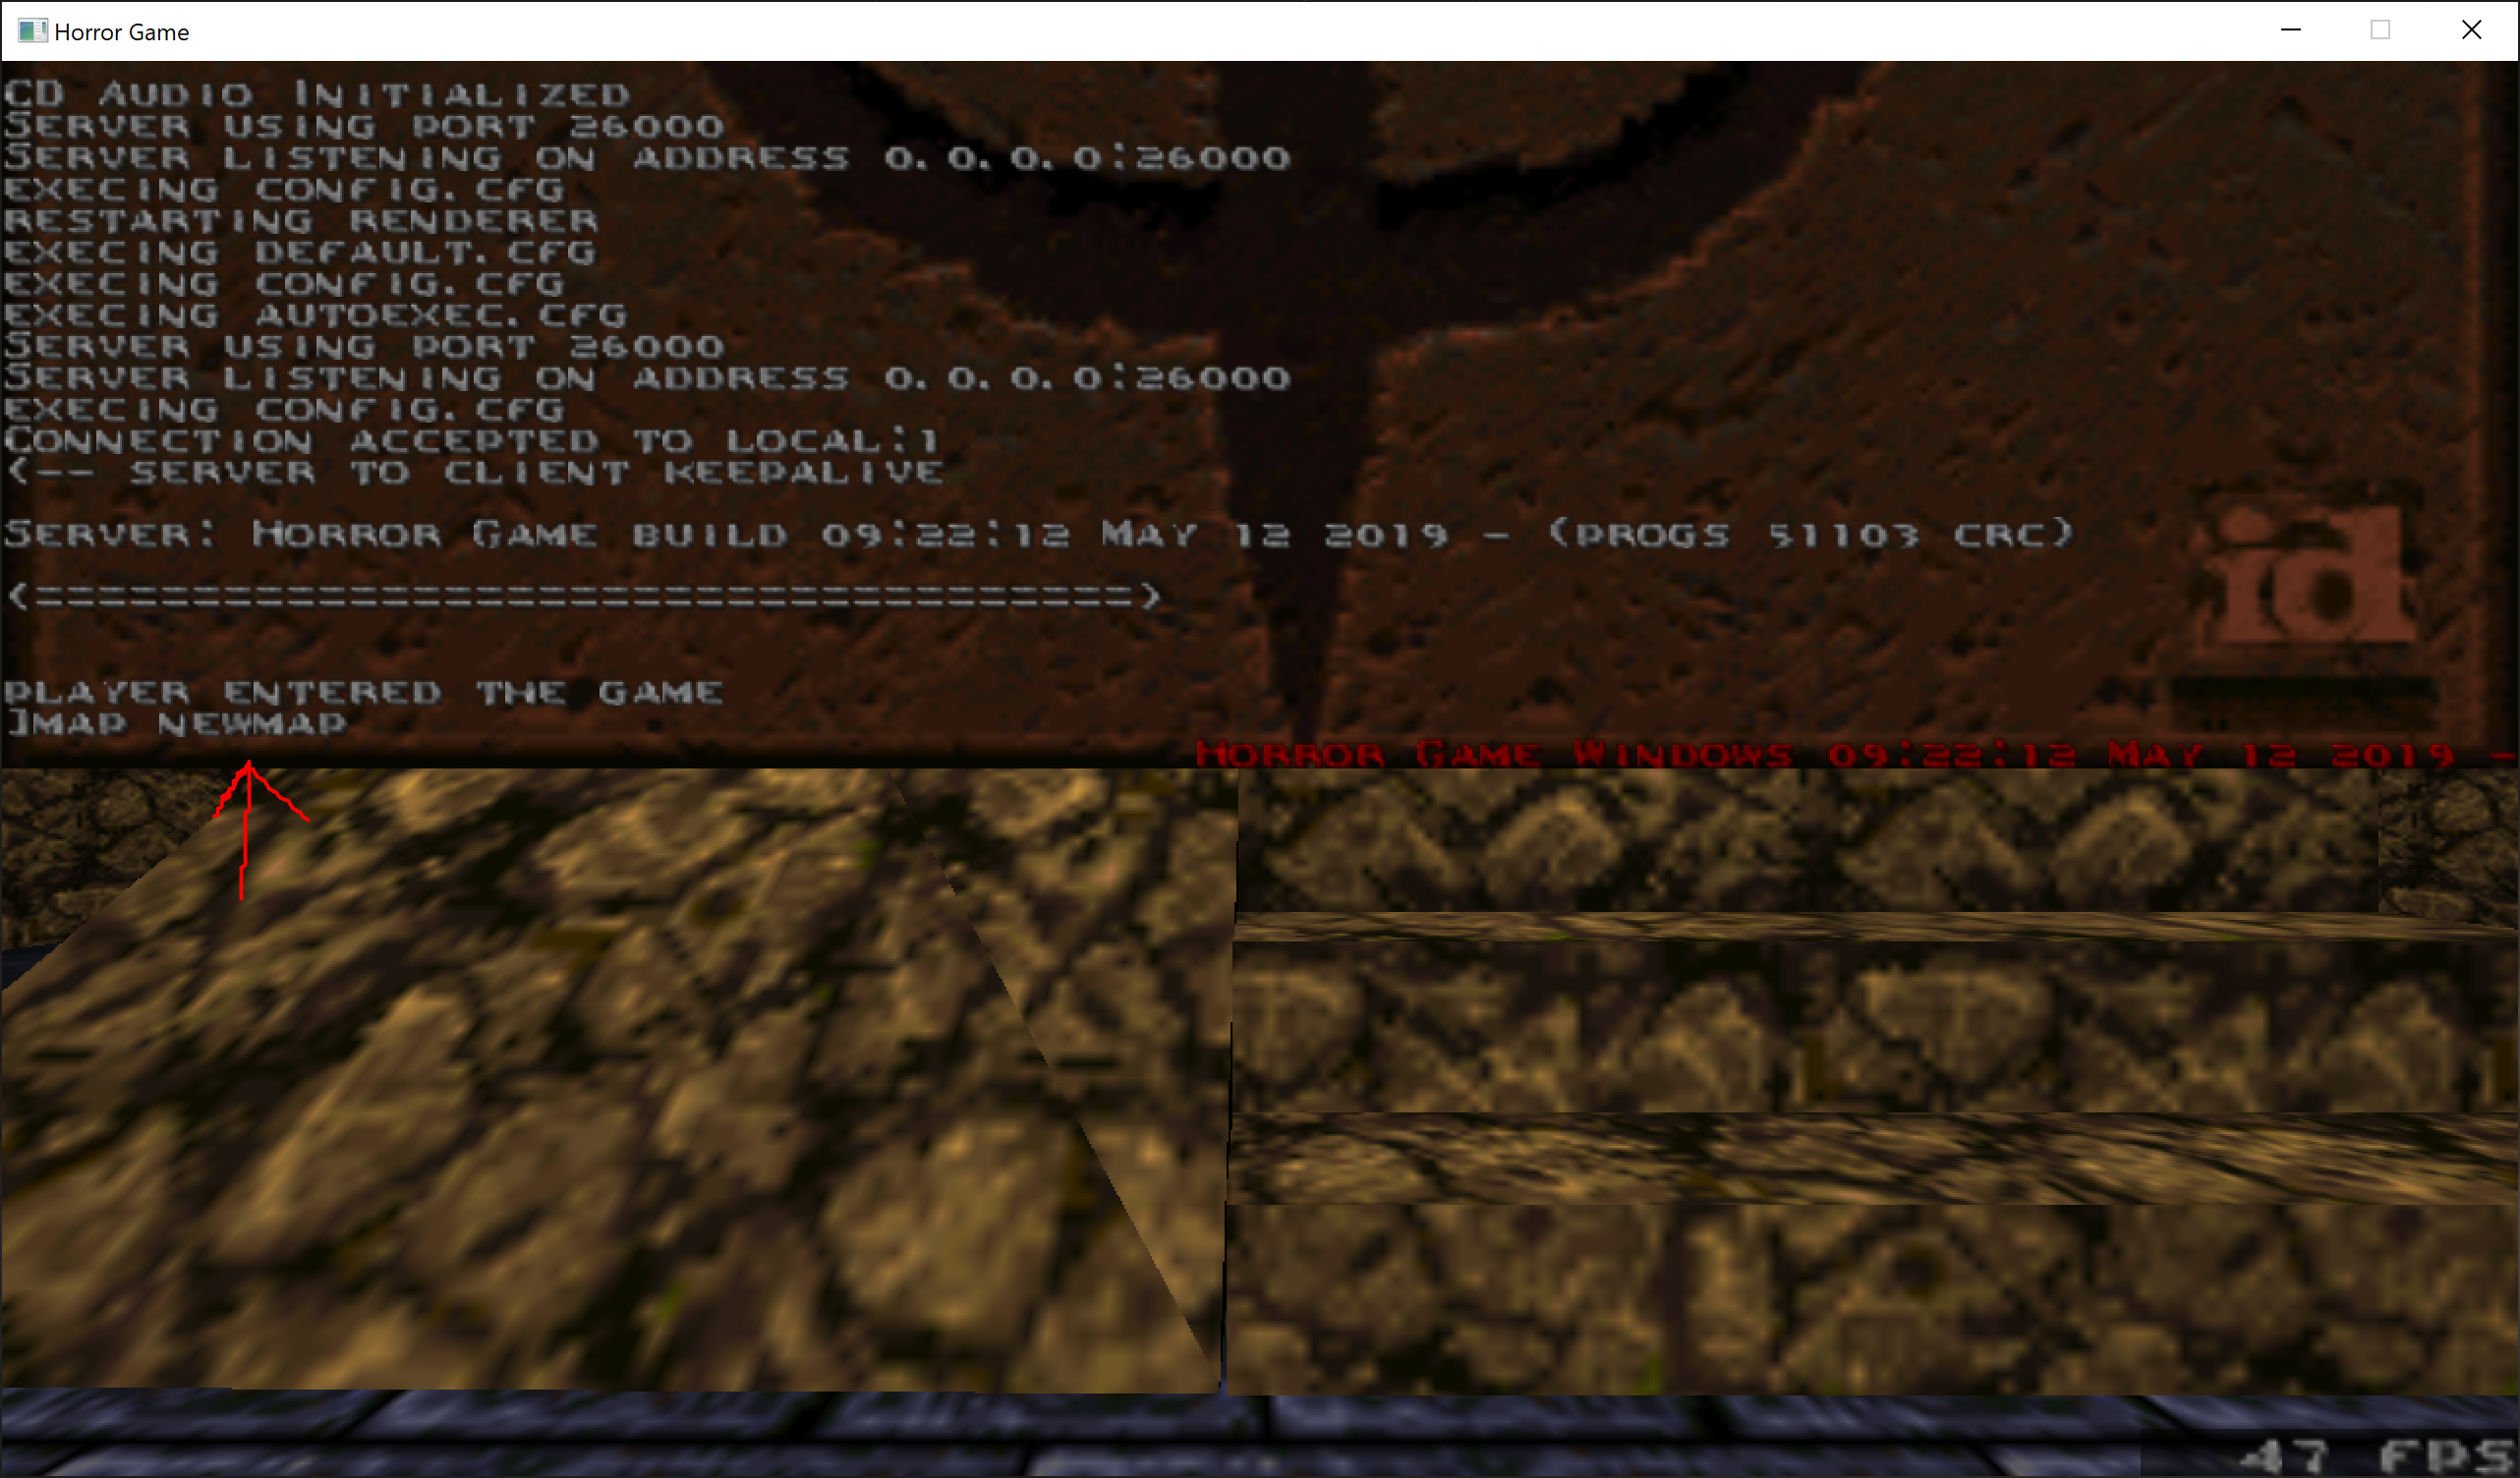 Horror Game
CD Audio Initialized
Server using port 26000
Server listening on address 0.0.0.0:26000
execing config.cfg
restarting renderer
execing default.cfg
execing config.cfg
execing autoexec.cfg
Server using port 26000
Server listening on address 0.0.0.0:26000
execing config.cfg
Connection accepted to local:1
<-- server to client keepalive
Server: Horror Game build 09:22:12 May 12 2019 - (progs 51103 crc)
<====================================>
player entered the game
]map newmap
id
Horror Game Windows 09:22:12 May 12 2019 -
47 fps